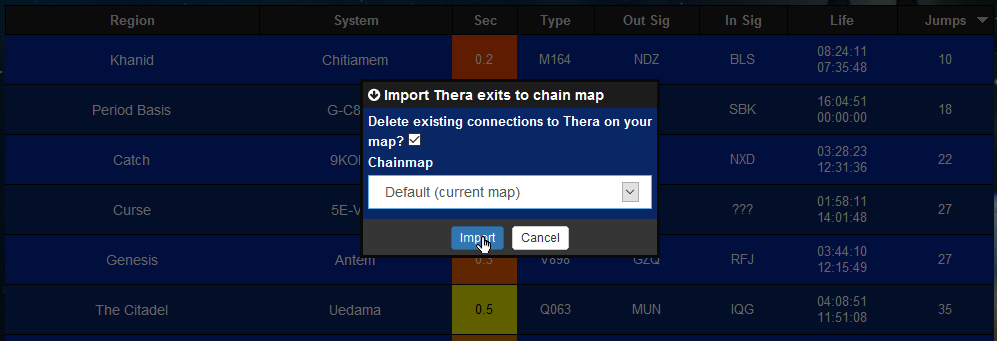 Region System Sec Type Out Sig In Sig Life Jumps
Khanid Chitiamem 0.2 M164 NDZ BLS 08:24:11 10
07:35:48
Import Thera exits to chain map
Period Basis G-C8 SBK 16:04:51 18
00:00:00
Delete existing connections to Thera on your
map?
Catch NXD 03:28:23 22
12:31:36
Chainmap
Default (current map)
Curse 5E-V ??? 01:58:11 27
14:01:48
Import Cancel
Genesis Antem 0.3 V898 GZQ RFJ 03:44:10 27
12:15:49
The Citadel Uedama 0.5 Q063 MUN IQG 04:08:51 35
11:51:08